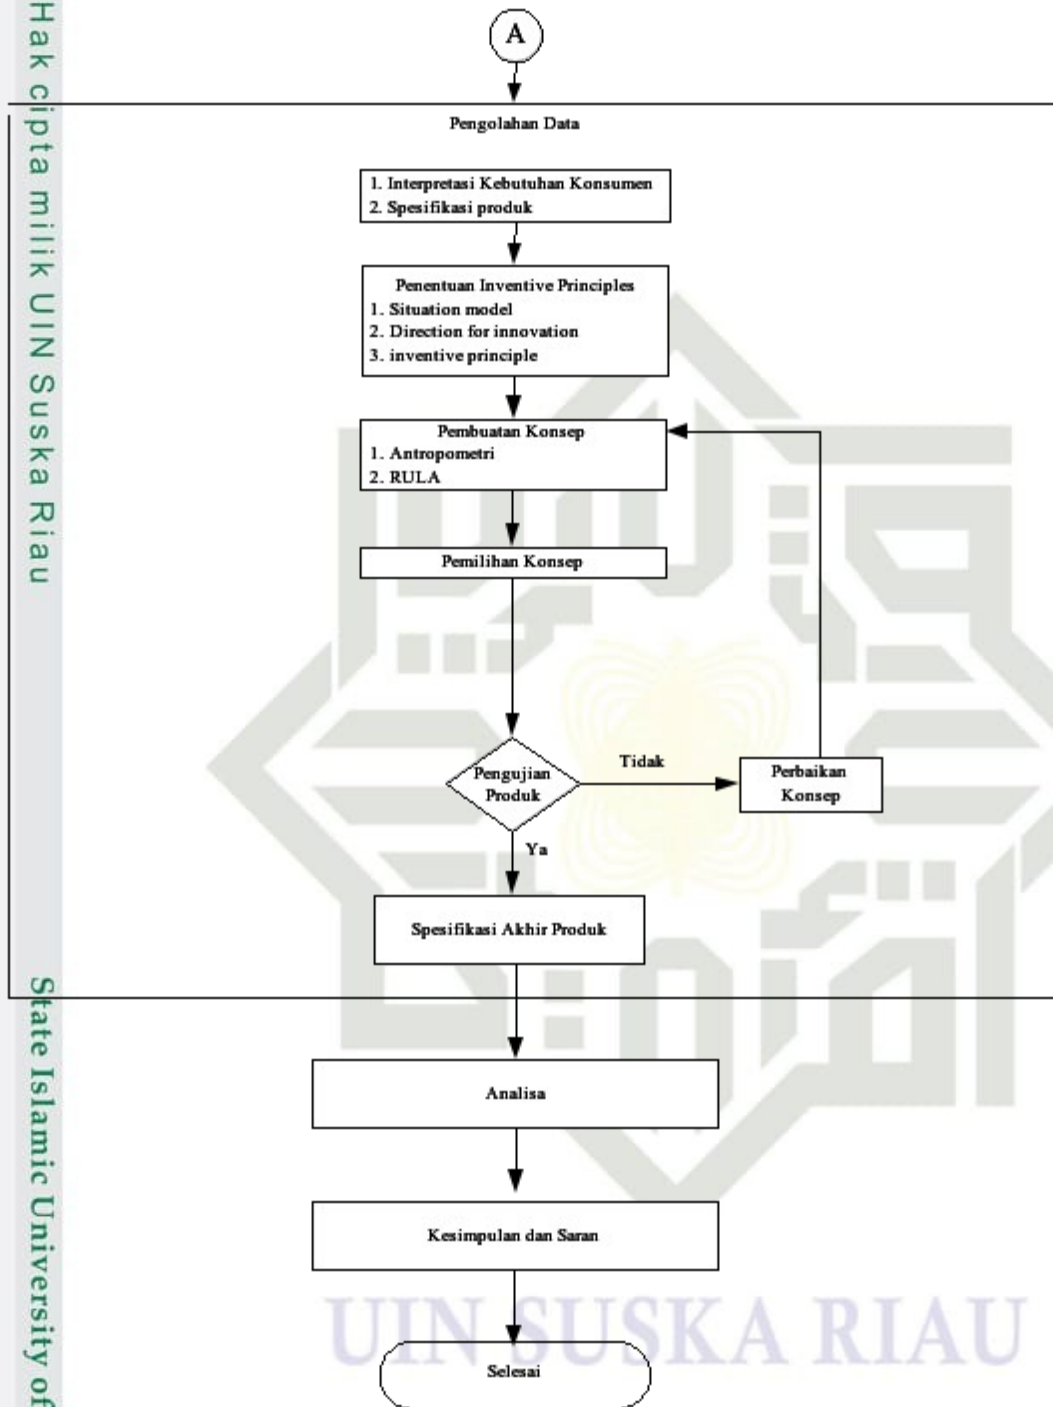 Hak cipta milik UIN Suska Riau
State Islamic University of
A
Pengolahan Data
1. Interpretasi Kebutuhan Konsumen
2. Spesifikasi produk
Penentuan Inventive Principles
1. Situation model
2. Direction for innovation
3. inventive principle
Pembuatan Konsep
1. Antropometri
2. RULA
Pemilihan Konsep
Pengujian
Produk
Tidak
Perbaikan
Konsep
Ya
Spesifikasi Akhir Produk
Analisa
Kesimpulan dan Saran
UIN SUSKA RIAU
Selesai